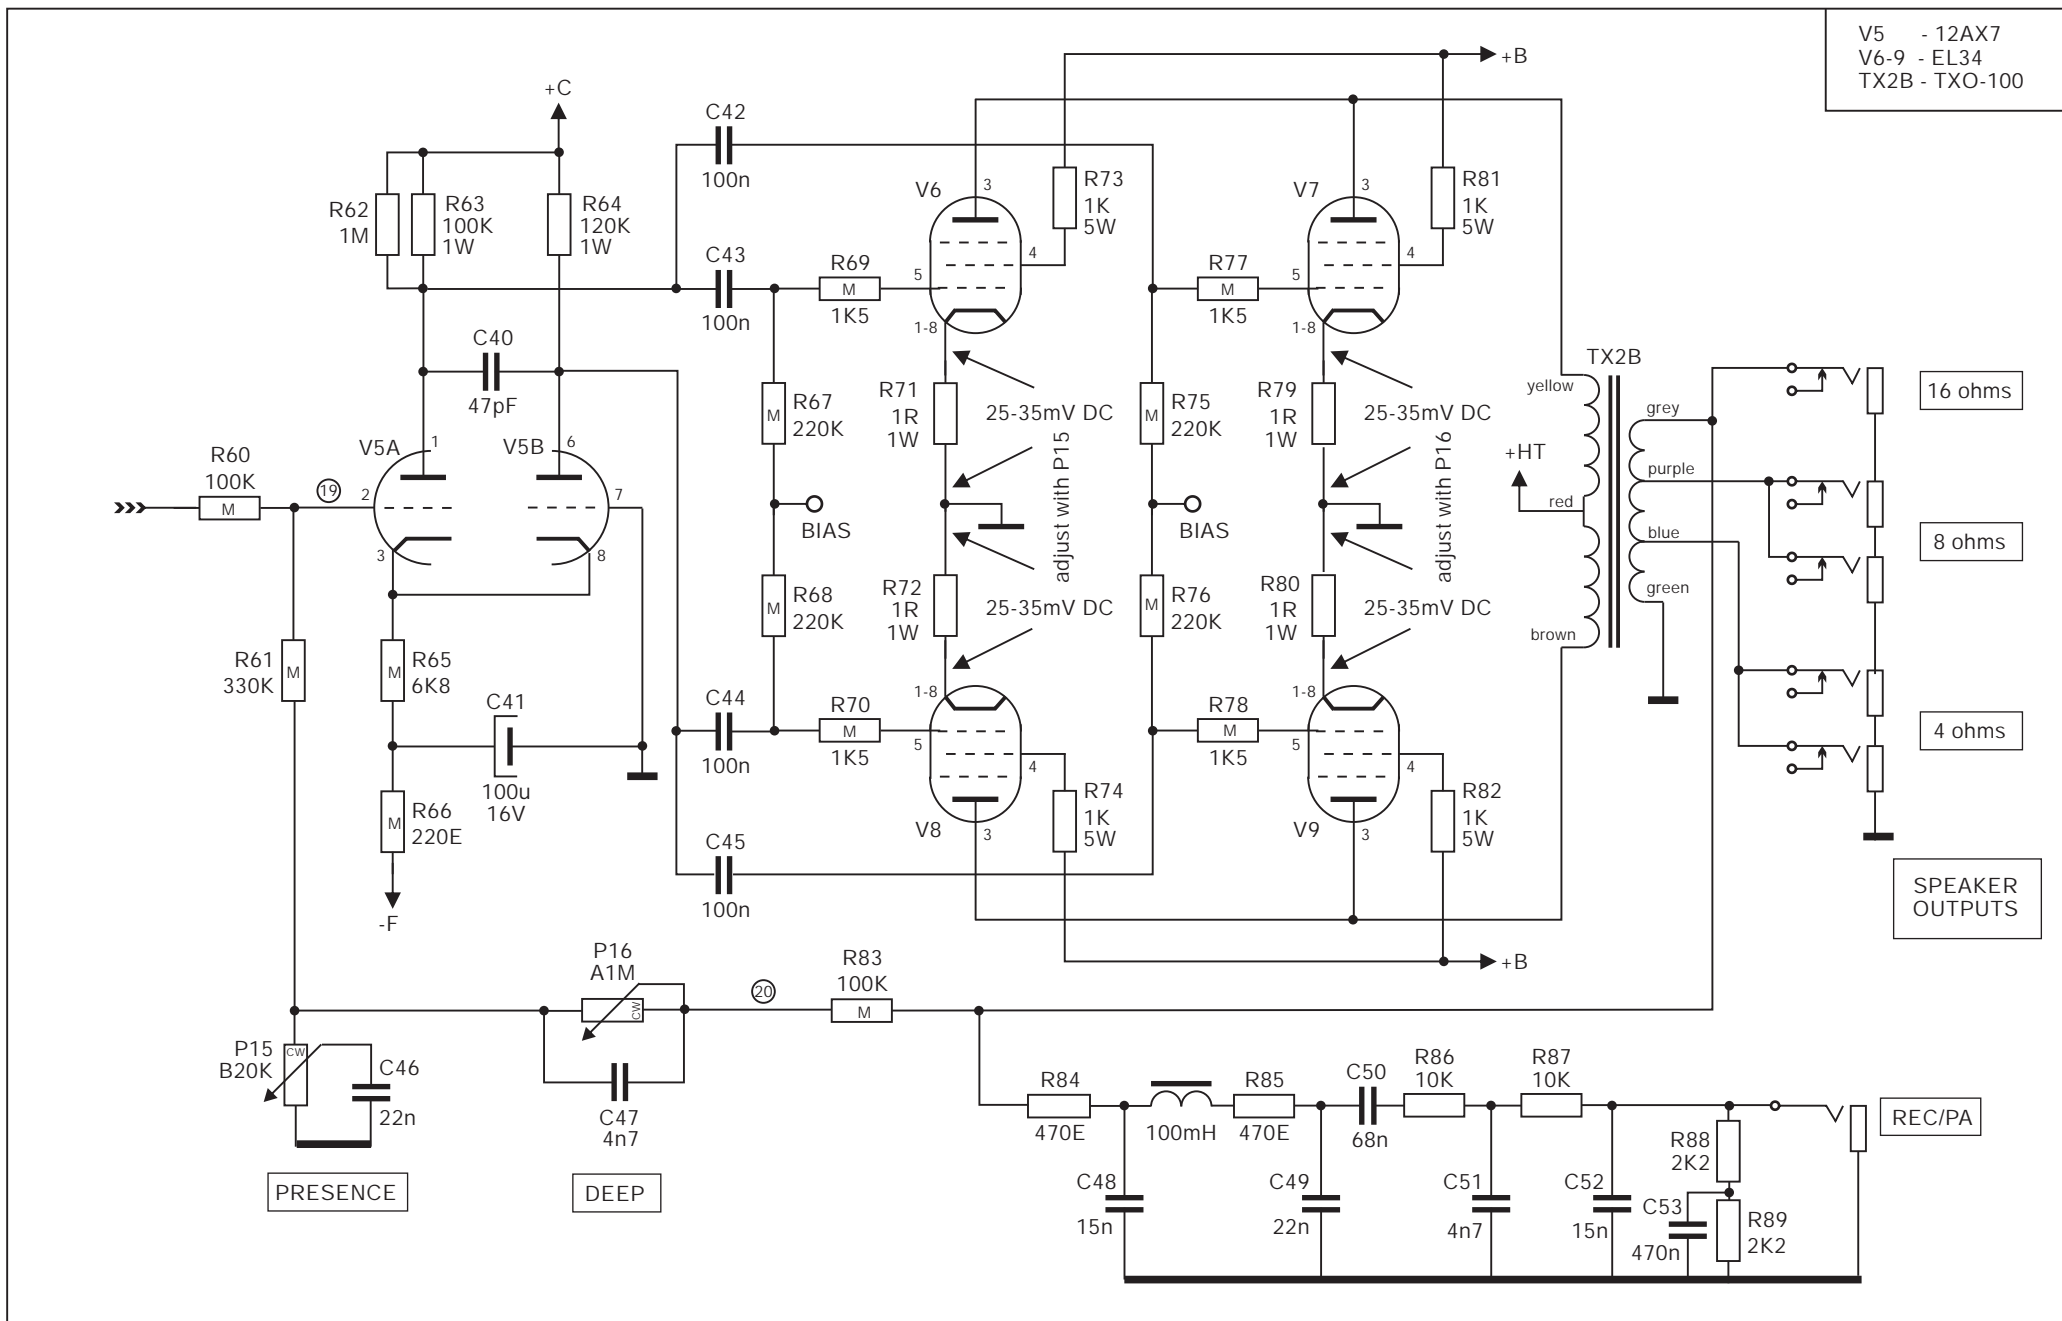 V5 - 12AX7
V6-9 - EL34
TX2B - TXO-100
+B
+C
C42
100n
R62
1M
R63
100K
1W
R64
120K
1W
C43
100n
R69
M
1K5
V6
3
4
5
1-8
R73
1K
5W
R77
M
1K5
V7
3
4
5
1-8
R81
1K
5W
C40
47pF
V5A
1
2
3
V5B
6
7
8
R60
100K
M
19
R67
220K
M
R71
1R
1W
25-35mV DC
adjust with P15
R75
220K
M
R79
1R
1W
25-35mV DC
adjust with P16
TX2B
yellow
+HT
red
brown
grey
purple
blue
green
16 ohms
8 ohms
4 ohms
BIAS
BIAS
R68
220K
M
R72
1R
1W
25-35mV DC
R76
220K
M
R80
1R
1W
25-35mV DC
R61
330K
M
R65
6K8
M
C41
100u
16V
R66
220E
M
-F
C44
100n
R70
M
1K5
1-8
5
4
3
V8
R74
1K
5W
R78
M
1K5
1-8
5
4
3
V9
R82
1K
5W
C45
100n
SPEAKER
OUTPUTS
+B
P16
A1M
CW
20
R83
100K
M
P15
B20K
CW
C46
22n
C47
4n7
PRESENCE
DEEP
R84
470E
100mH
R85
470E
C50
68n
R86
10K
R87
10K
REC/PA
C48
15n
C49
22n
C51
4n7
C52
15n
R88
2K2
C53
470n
R89
2K2